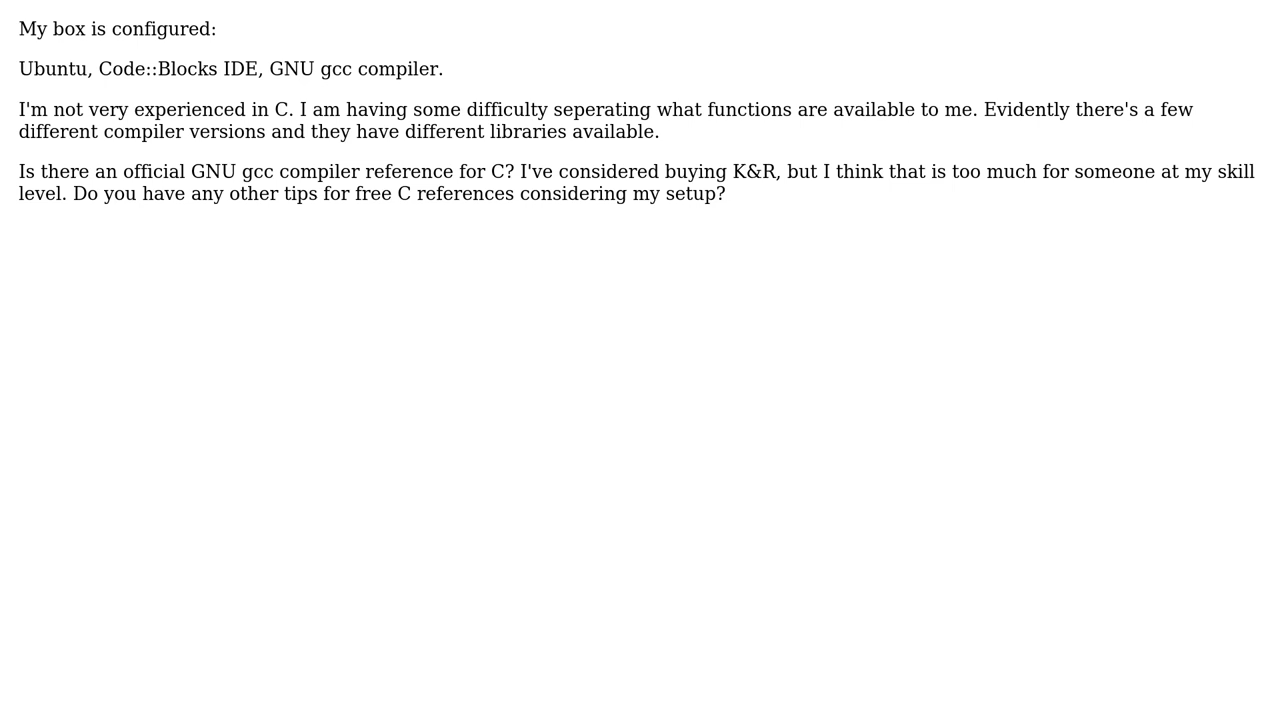 My box is configured:
Ubuntu, Code::Blocks IDE, GNU gcc compiler.
I'm not very experienced in C. I am having some difficulty seperating what functions are available to me. Evidently there's a few
different compiler versions and they have different libraries available.
Is there an official GNU gcc compiler reference for C? I've considered buying K&R, but I think that is too much for someone at my skill
level. Do you have any other tips for free C references considering my setup?